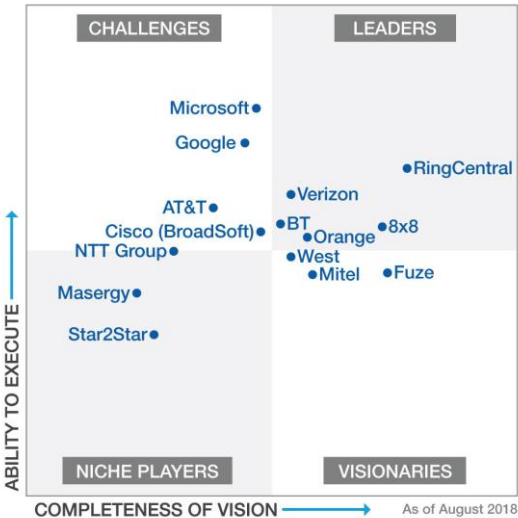 CHALLENGES
LEADERS
Microsoft
Google
RingCentral
Verizon
AT&T
BT
8x8
Cisco (BroadSoft)
Orange
NTT Group
West
Mitel
Fuze
Masergy
Star2Star
NICHE PLAYERS
VISIONARIES
ABILITY TO EXECUTE
COMPLETENESS OF VISION
As of August 2018